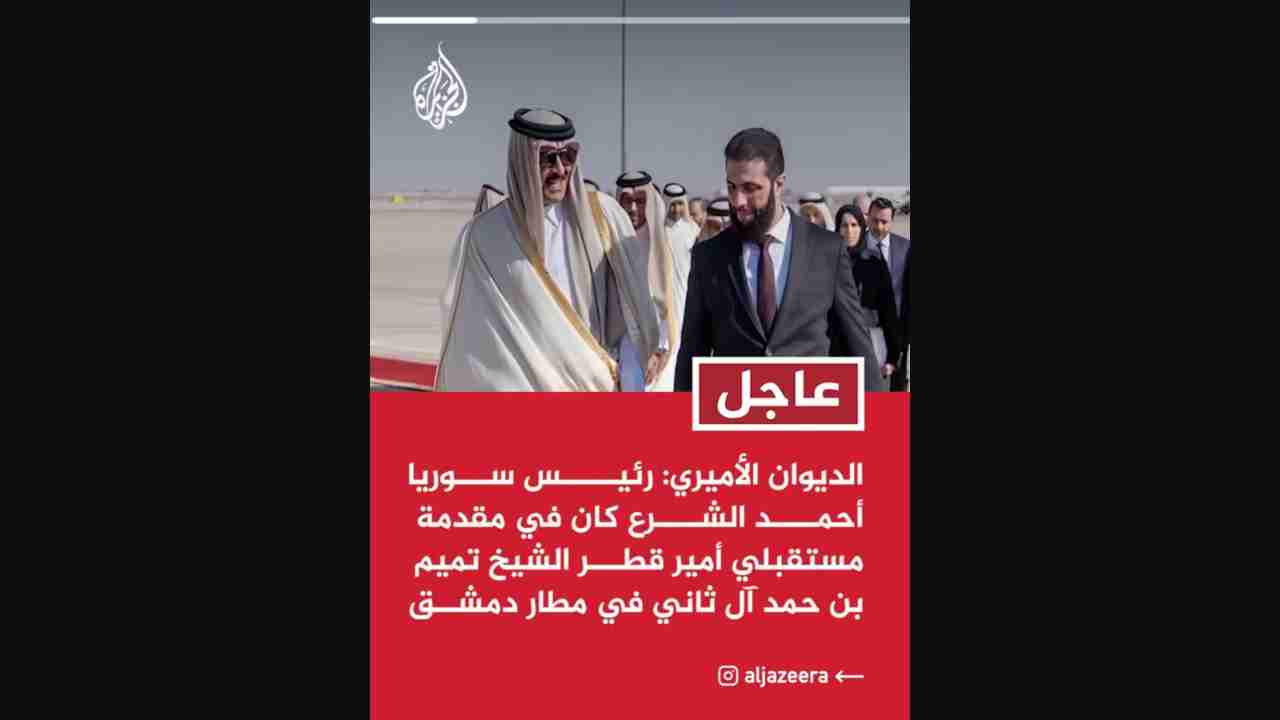 الجزيرة
عاجل
الديوان الأميري: رئيس سوريا
أحمد الشرع كان في مقدمة
مستقبلي أمير قطر الشيخ تميم
بن حمد آل ثاني في مطار دمشق
aljazeera